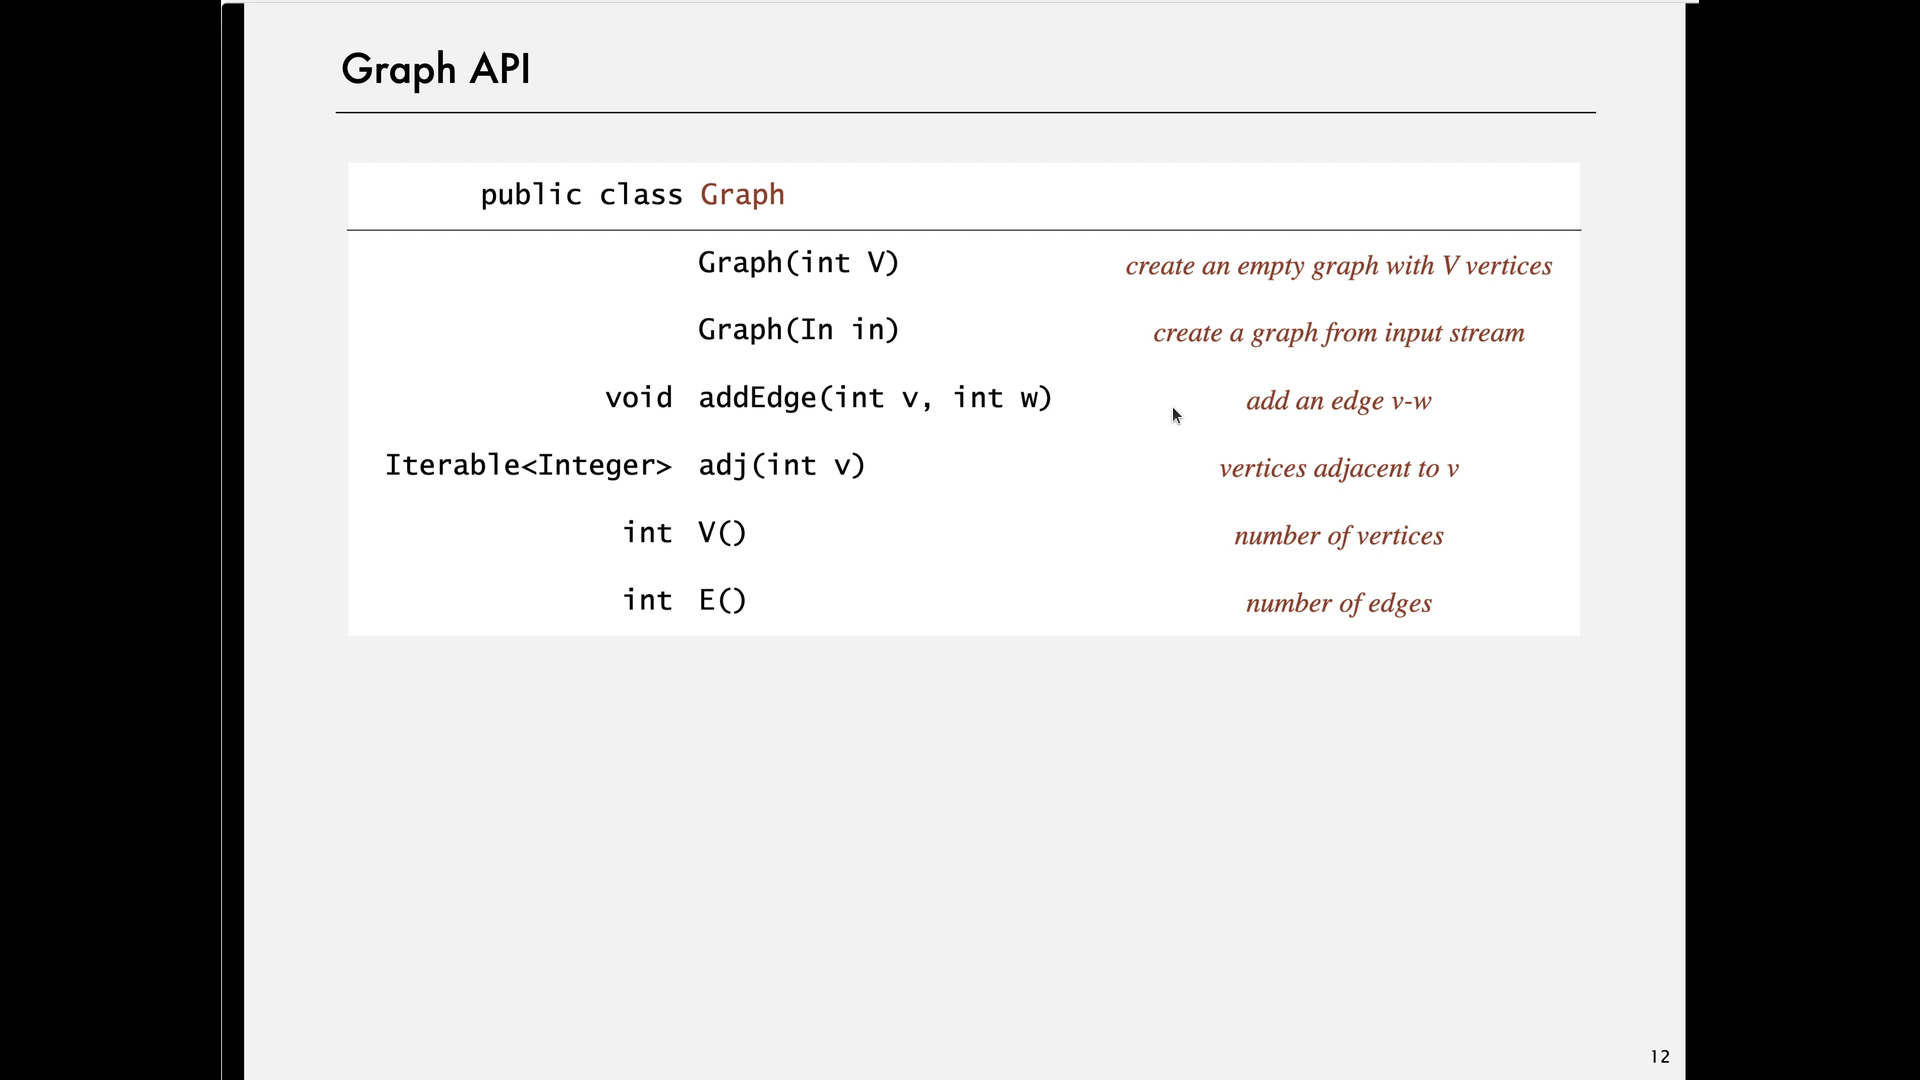 Graph API
public class Graph
Graph(int V) create an empty graph with V vertices
Graph(In in) create a graph from input stream
void addEdge(int v, int w) add an edge v-w
Iterable<Integer> adj(int v) vertices adjacent to v
int V() number of vertices
int E() number of edges
12